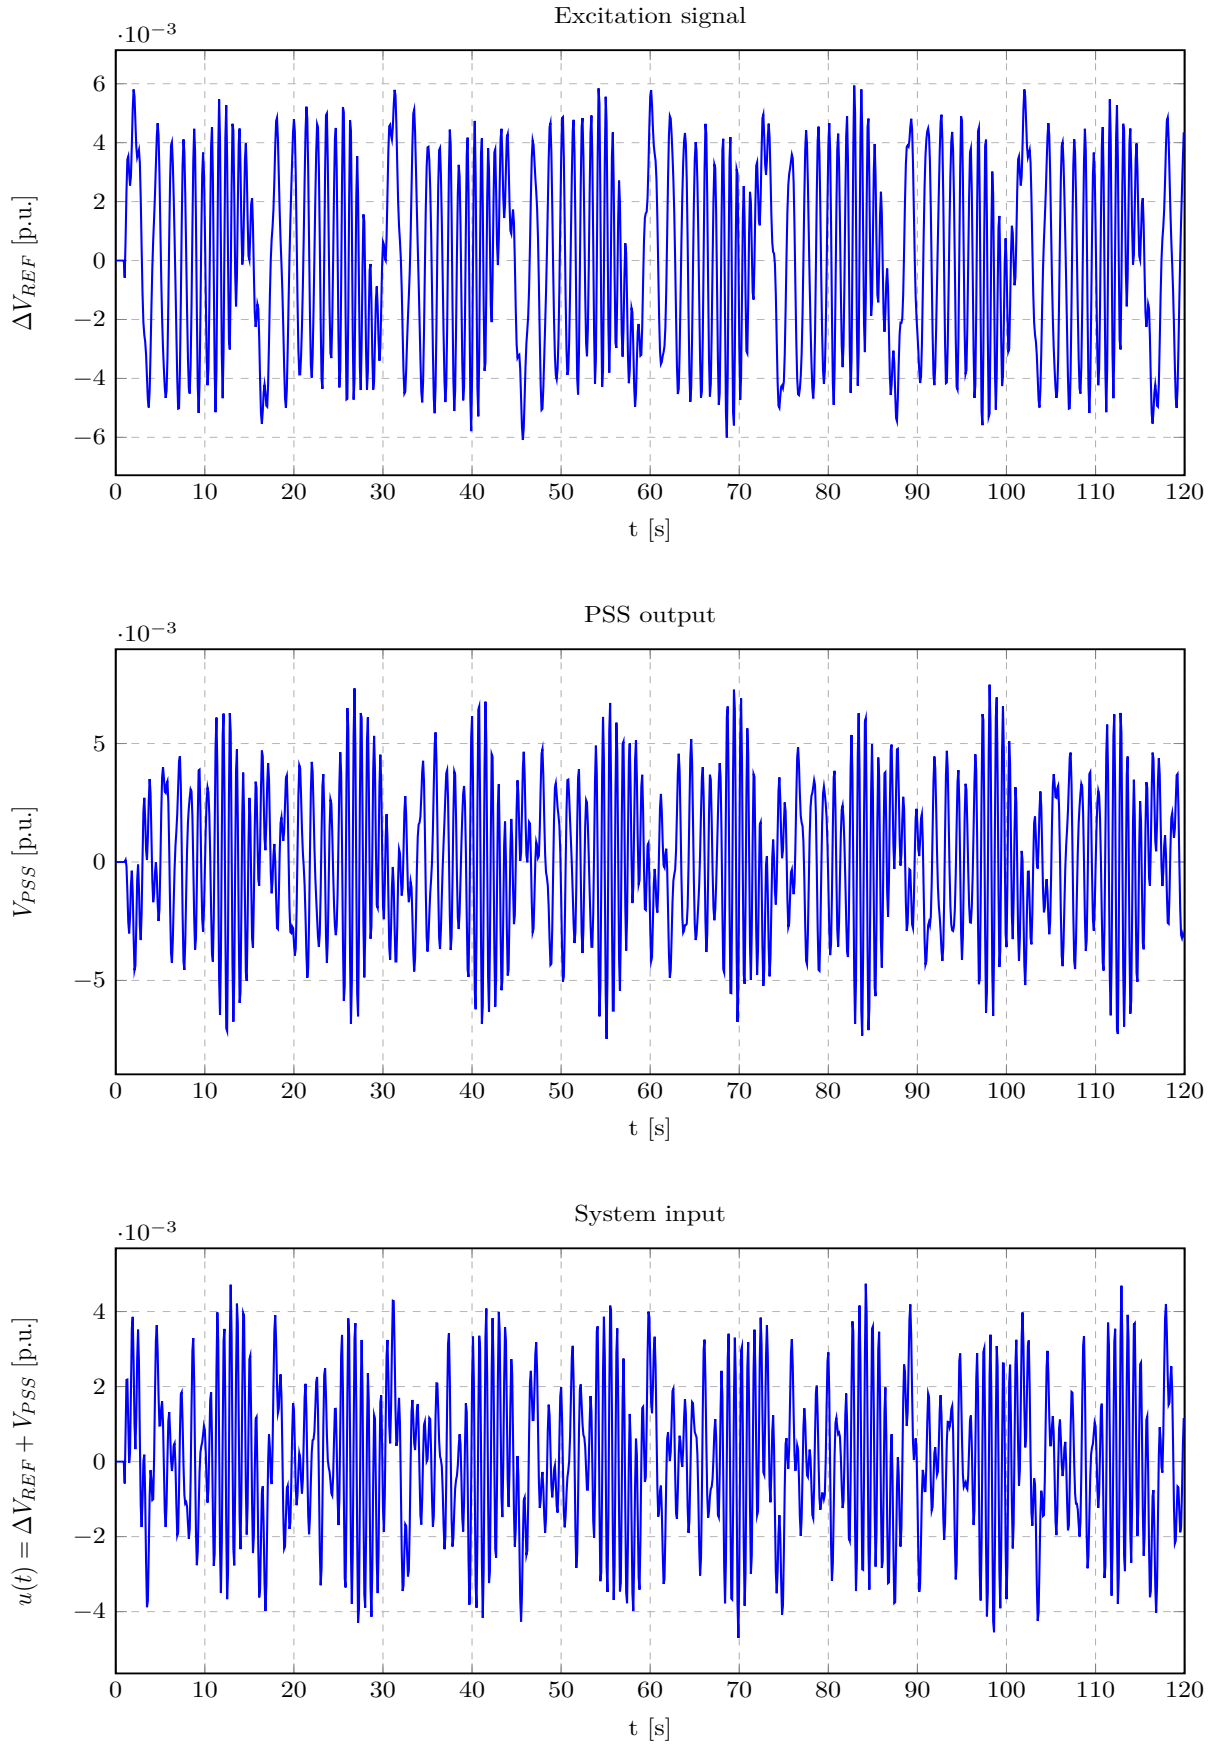 Excitation signal
·10⁻³
6
4
2
0
−2
−4
−6
ΔV_REF [p.u.]
0 10 20 30 40 50 60 70 80 90 100 110 120
t [s]
PSS output
·10⁻³
5
0
−5
V_PSS [p.u.]
0 10 20 30 40 50 60 70 80 90 100 110 120
t [s]
System input
·10⁻³
4
2
0
−2
−4
u(t) = ΔV_REF + V_PSS [p.u.]
0 10 20 30 40 50 60 70 80 90 100 110 120
t [s]